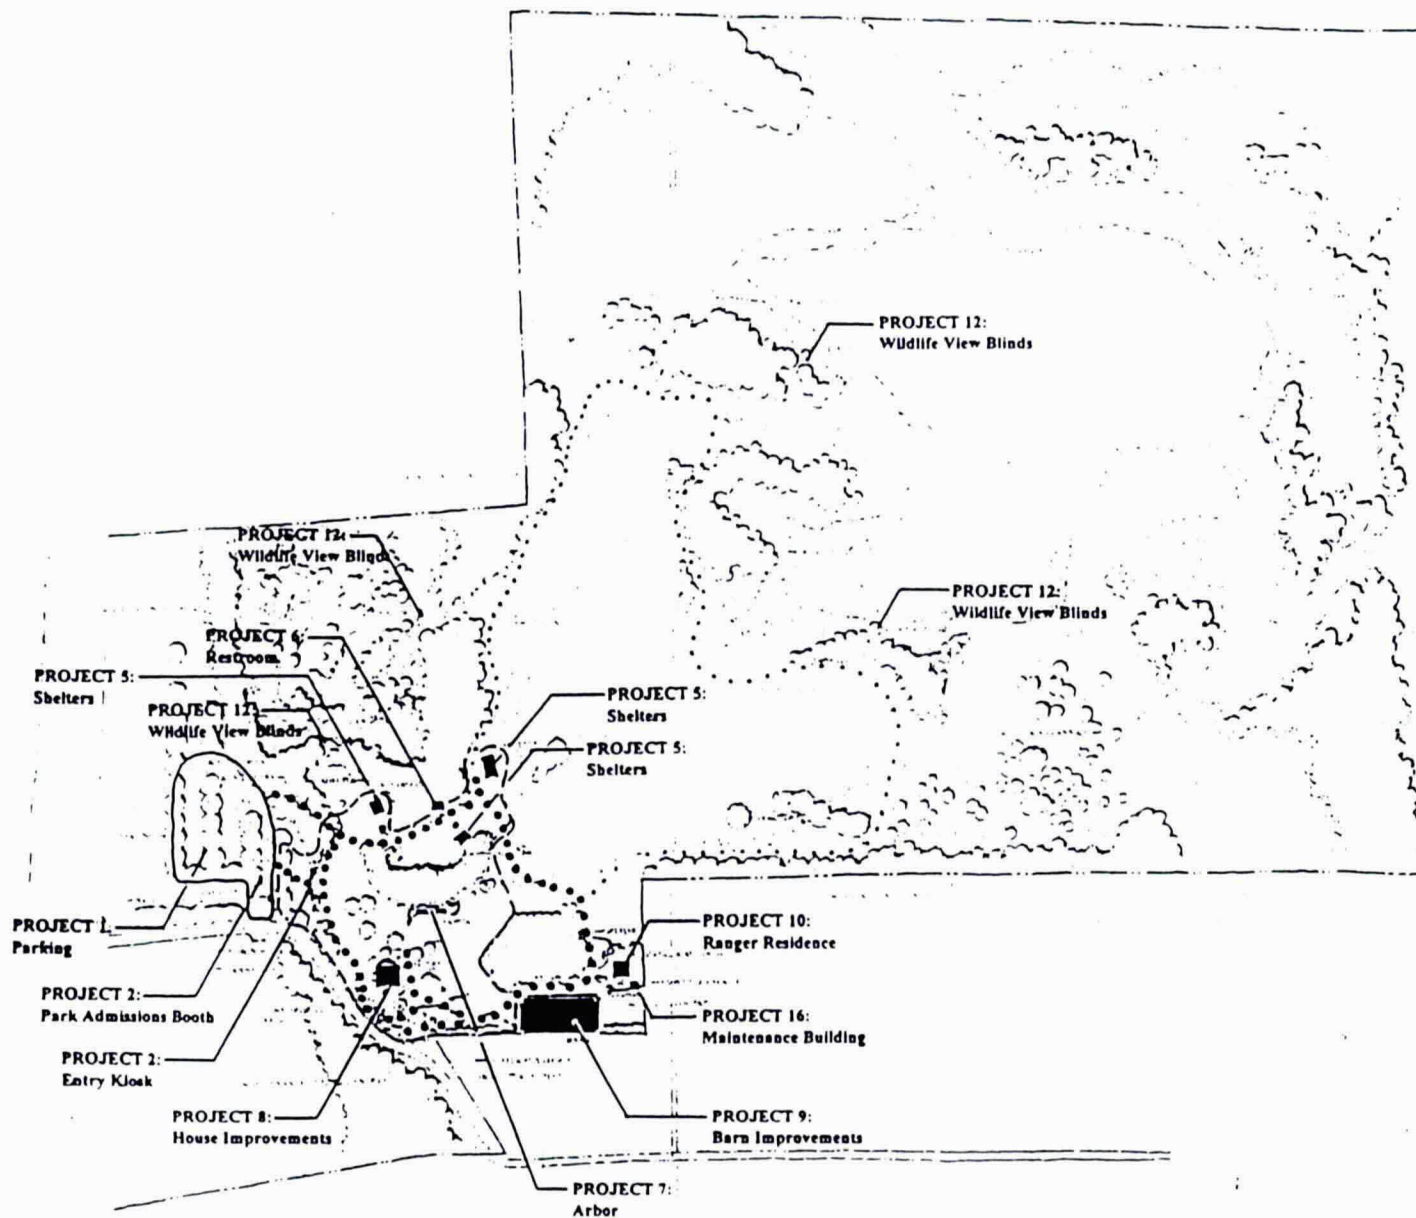 PROJECT 12:
Wildlife View Blinds
PROJECT 12:
Wildlife View Blind
PROJECT 12:
Wildlife View Blinds
PROJECT 6:
Restroom
PROJECT 5:
Shelters
PROJECT 5:
Shelters
PROJECT 12:
Wildlife View Blinds
PROJECT 5:
Shelters
PROJECT 1:
Parking
PROJECT 10:
Ranger Residence
PROJECT 2:
Park Admissions Booth
PROJECT 16:
Maintenance Building
PROJECT 2:
Entry Kiosk
PROJECT 8:
House Improvements
PROJECT 9:
Barn Improvements
PROJECT 7:
Arbor